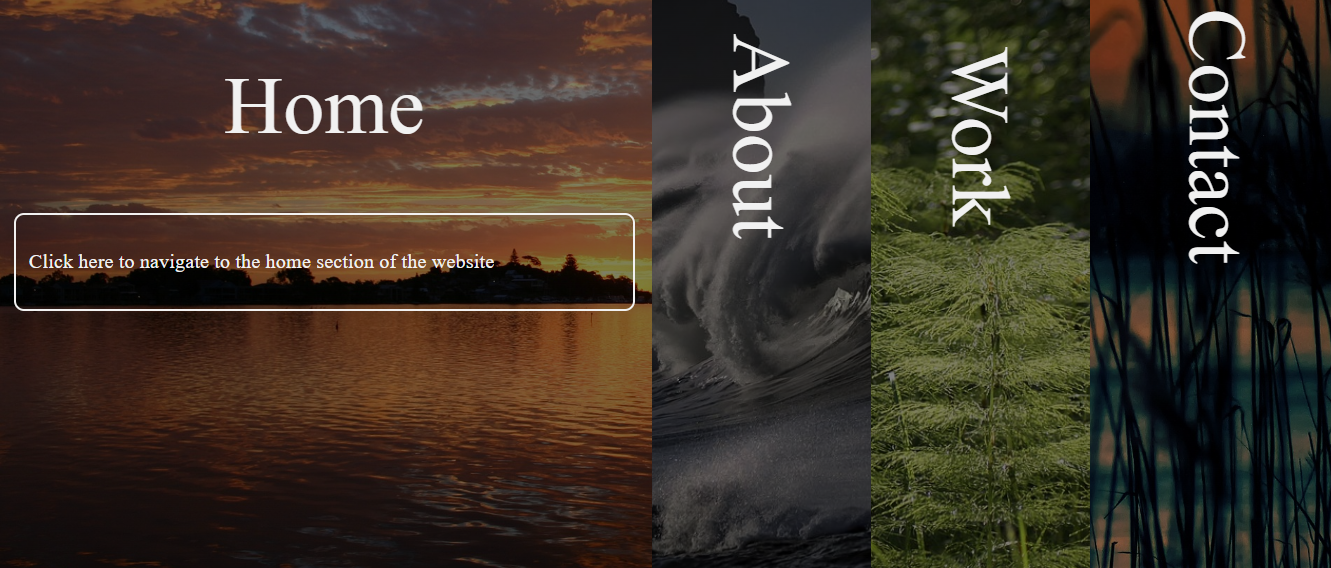 Home
Click here to navigate to the home section of the website
About
Work
Contact